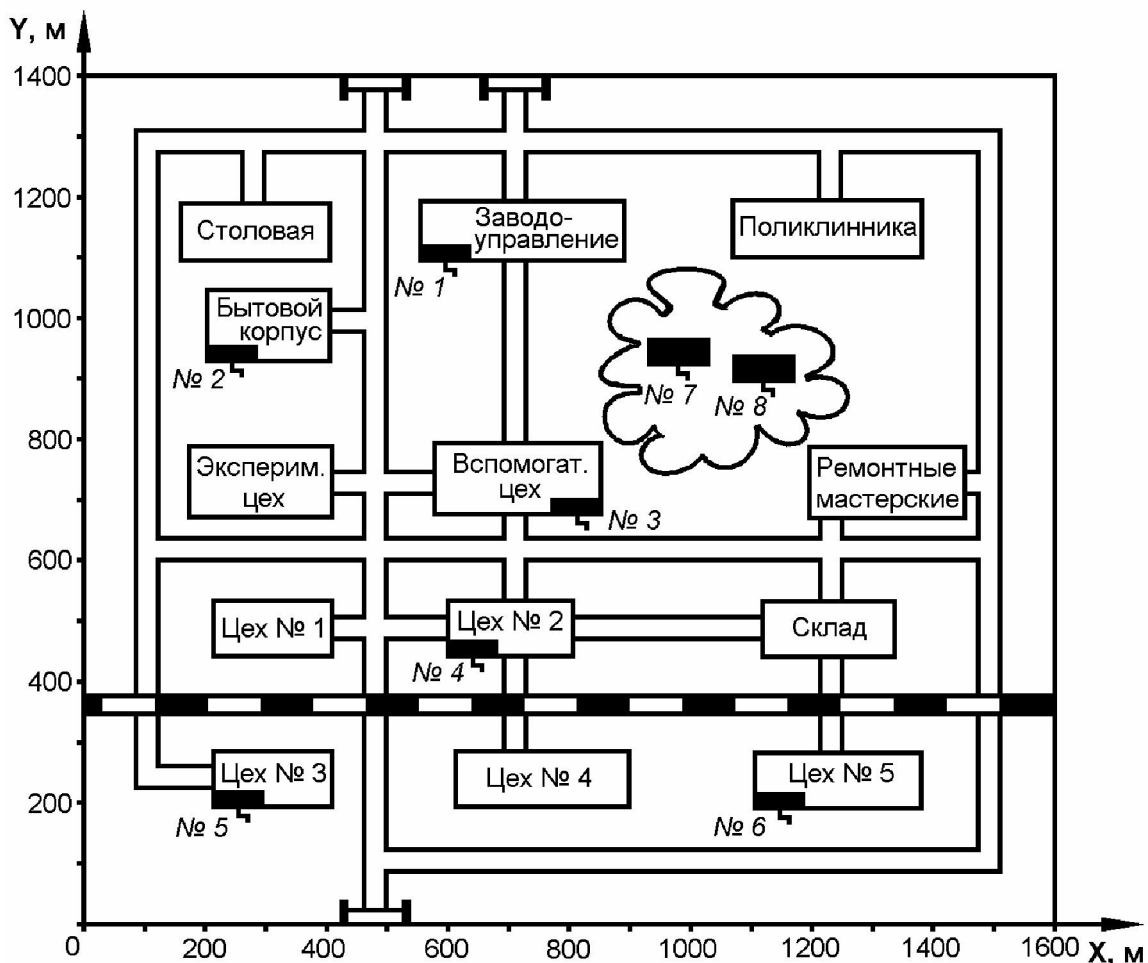 Y, м
1400
1200
Столовая
Заводо-
управление
Поликлинника
№ 1
1000
Бытовой
корпус
№ 2
№ 7
№ 8
800
Эксперим.
цех
Вспомогат.
цех
Ремонтные
мастерские
№ 3
600
Цех № 1
Цех № 2
Склад
№ 4
400
Цех № 3
Цех № 4
Цех № 5
200
№ 5
№ 6
0
200
400
600
800
1000
1200
1400
1600
X, м